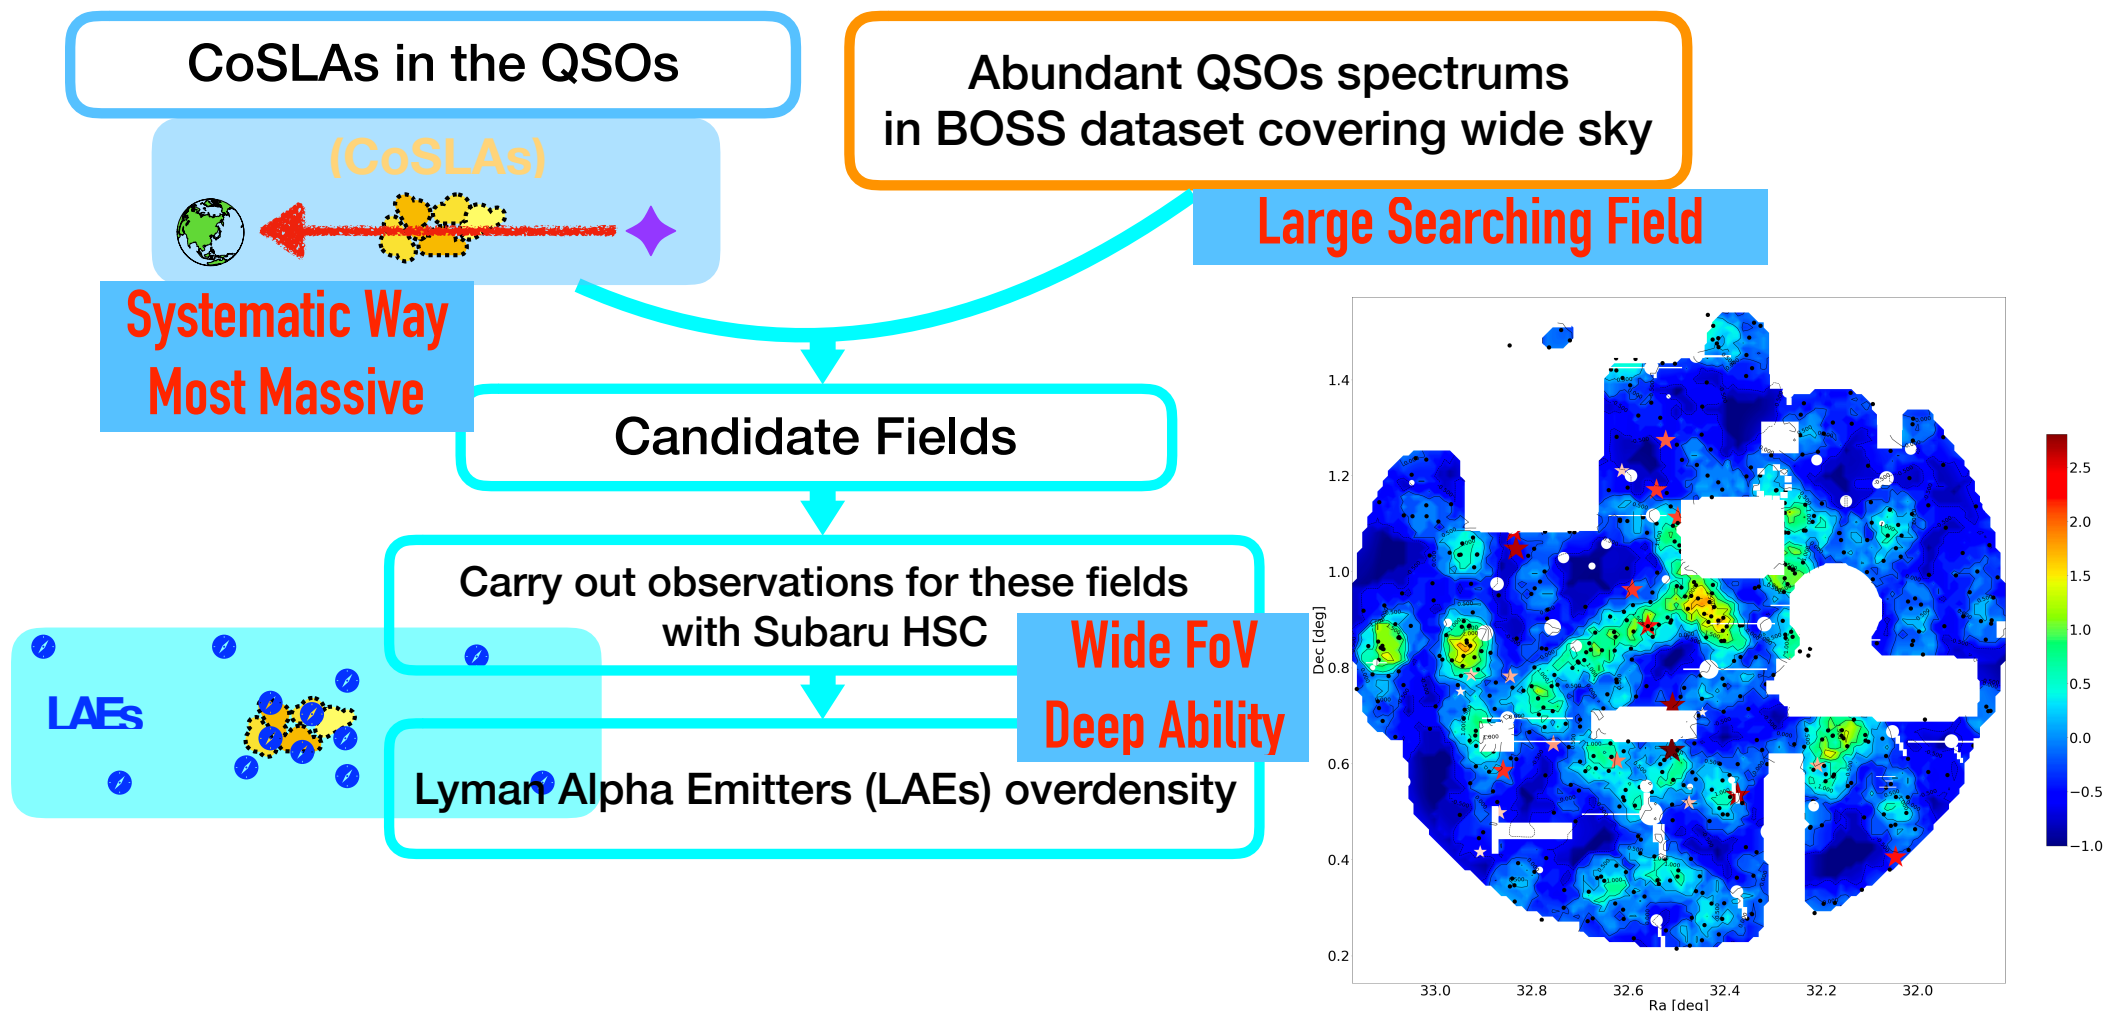 CoSLAs in the QSOs
Abundant QSOs spectrums
in BOSS dataset covering wide sky
(CoSLAs)
Large Searching Field
Systematic Way
Most Massive
Candidate Fields
Carry out observations for these fields
with Subaru HSC
Wide FoV
Deep Ability
LAEs
Lyman Alpha Emitters (LAEs) overdensity
1.4
1.2
1.0
0.8
0.6
0.4
0.2
Dec [deg]
33.0 32.8 32.6 32.4 32.2 32.0
Ra [deg]
2.5
2.0
1.5
1.0
0.5
0.0
−0.5
−1.0